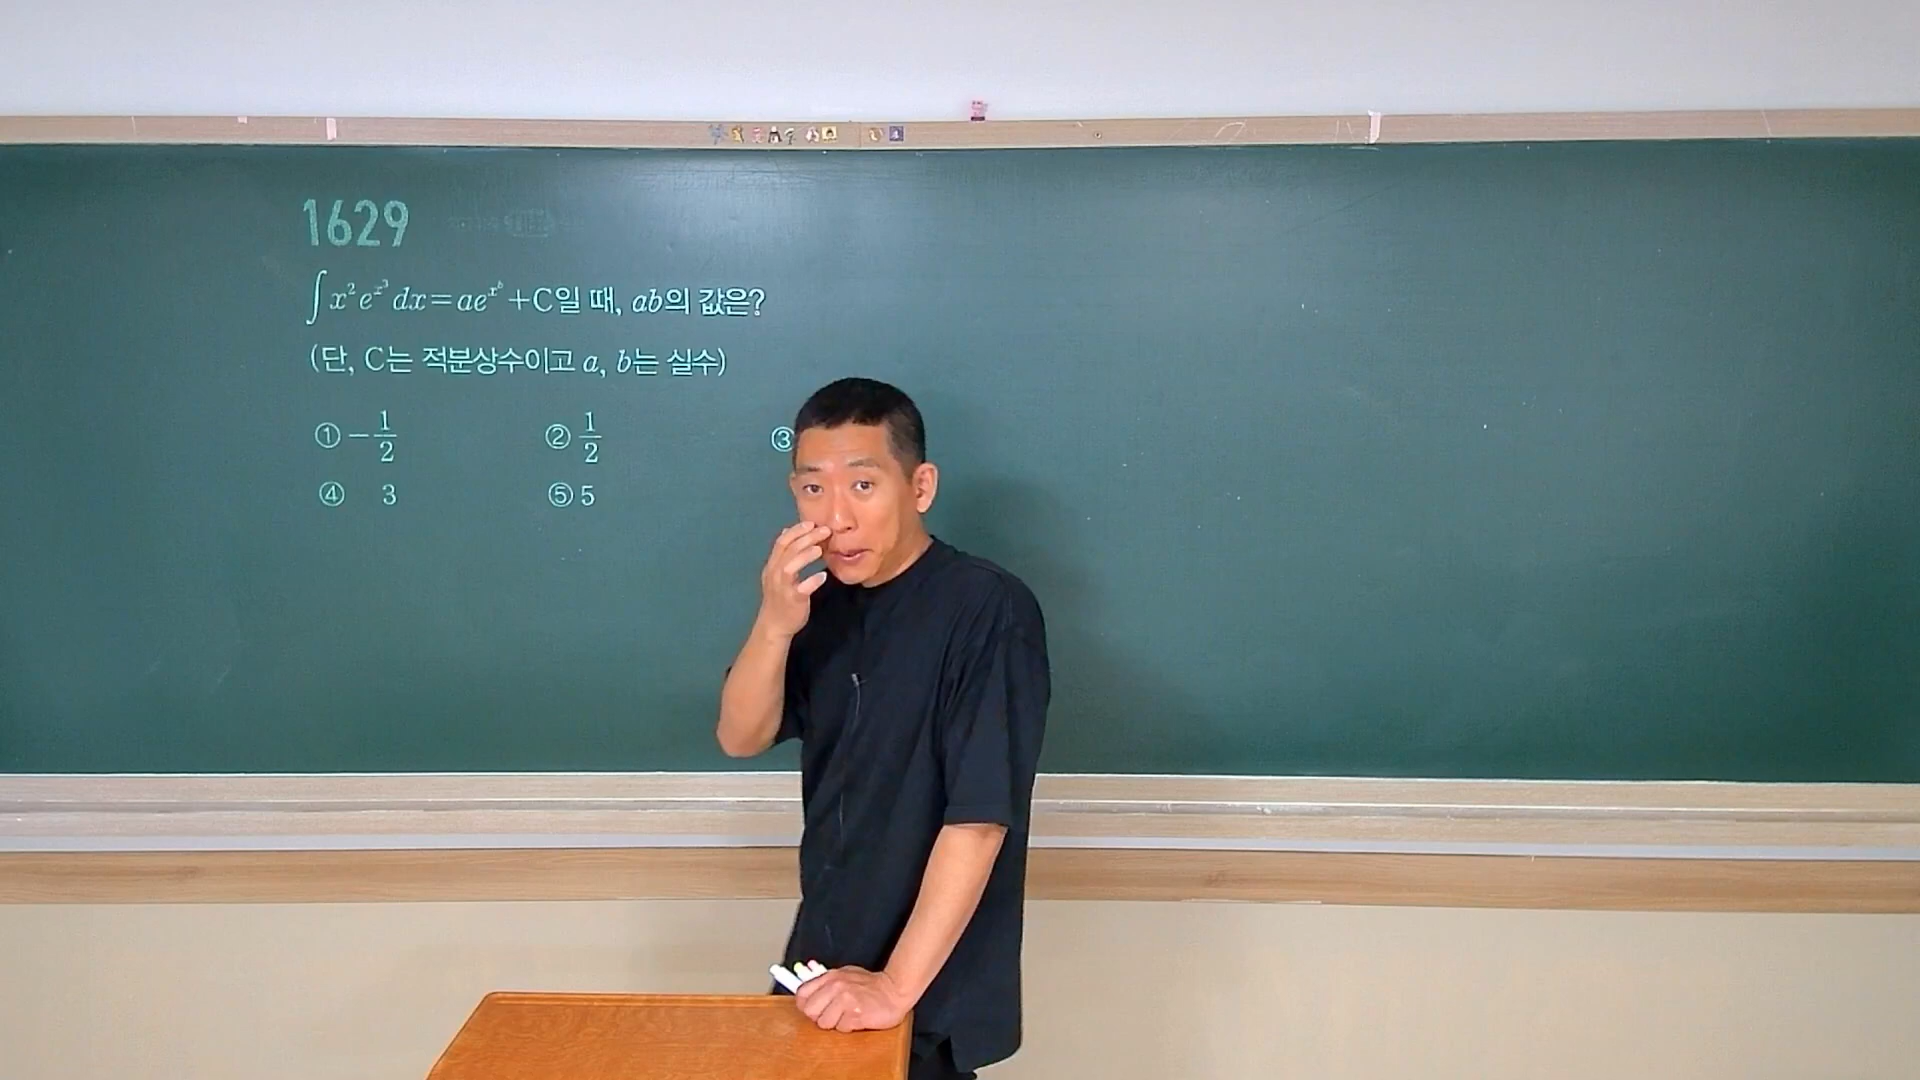 1629
∫x²e^{x³}dx=ae^{x^b}+C일 때, ab의 값은?
(단, C는 적분상수이고 a, b는 실수)
① -1/2 ② 1/2 ③
④ 3 ⑤ 5